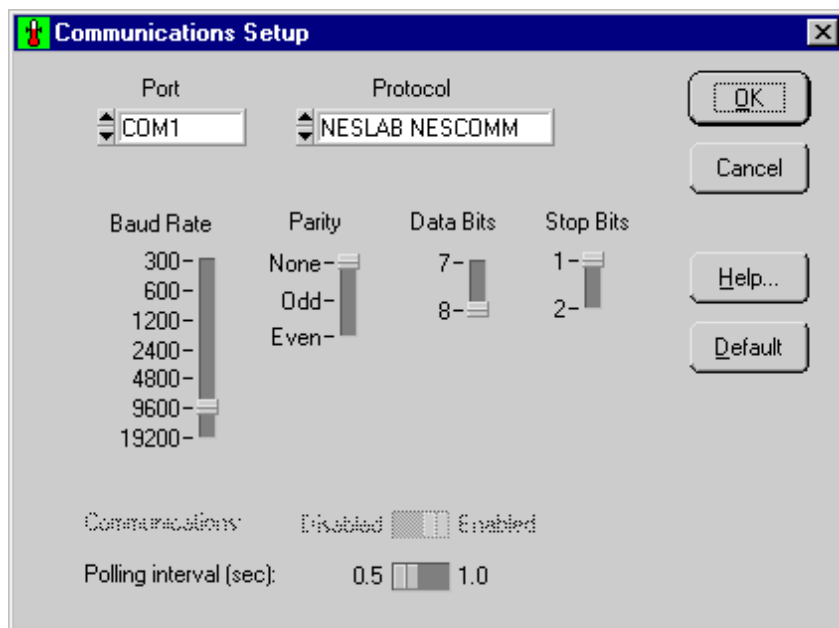 Communications Setup
Port
Protocol
COM1
NESLAB NESCOMM
OK
Cancel
Baud Rate
Parity
Data Bits
Stop Bits
300
600
1200
2400
4800
9600
19200
None
Odd
Even
7
8
1
2
Help...
Default
Communications: Disabled Enabled
Polling interval (sec): 0.5 1.0